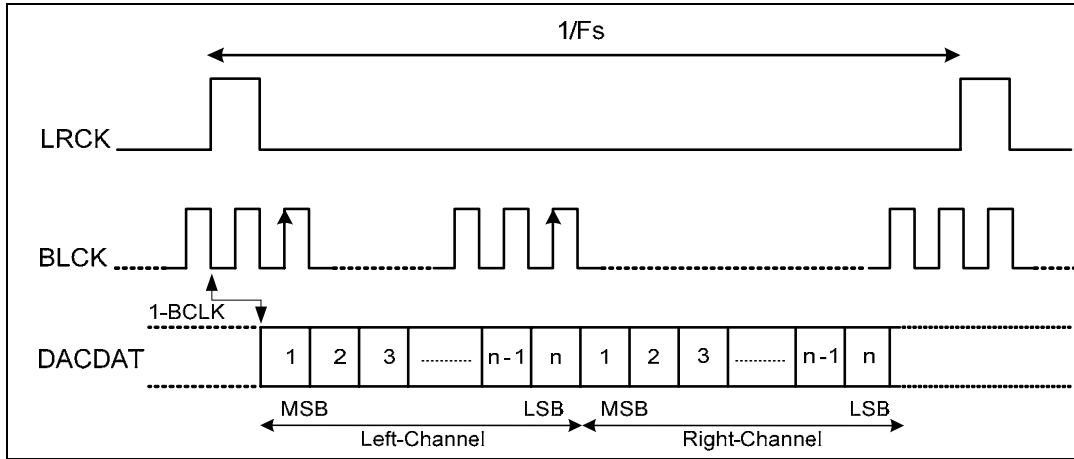 1/Fs
LRCK
BLCK
1-BCLK
DACDAT
1 2 3 .......... n-1 n 1 2 3 .......... n-1 n
MSB LSB MSB LSB
Left-Channel Right-Channel